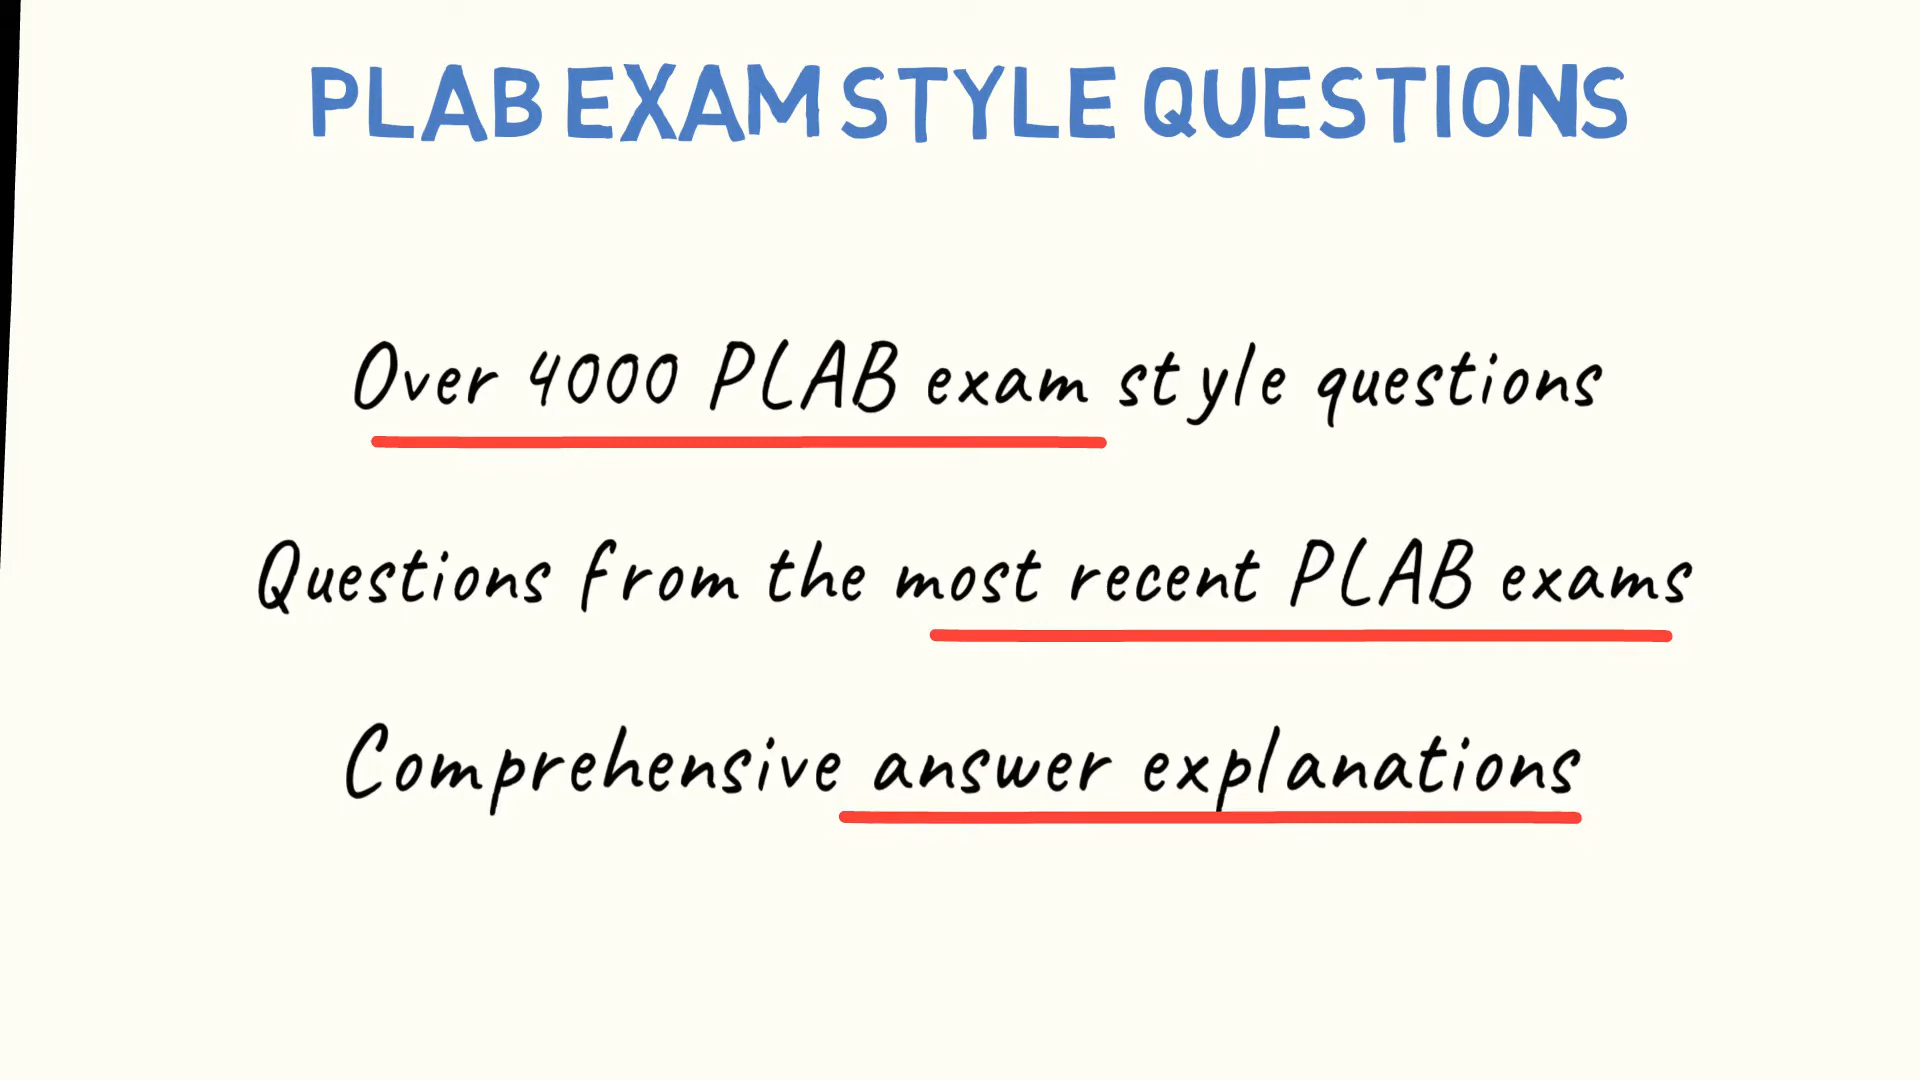 PLAB EXAM STYLE QUESTIONS
Over 4000 PLAB exam style questions
Questions from the most recent PLAB exams
Comprehensive answer explanations